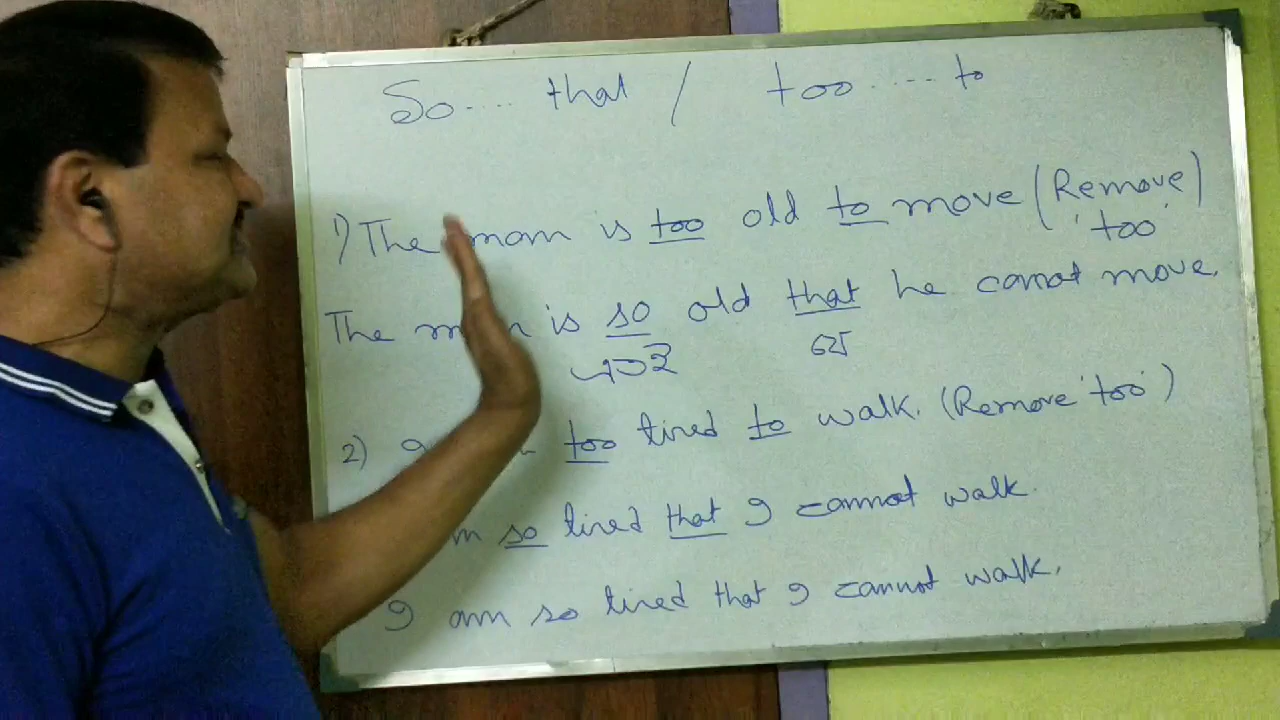 So.... that / too..... to
1) The man is too old to move (Remove
'too')
The is so old that he cannot move.
2) too tired to walk. (Remove 'too')
so tired that I cannot walk.
I am so tired that I cannot walk.